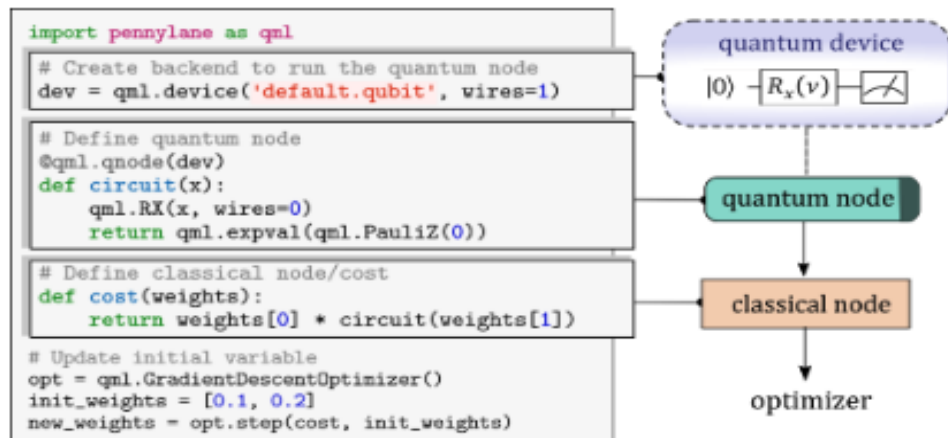 import pennylane as qml
# Create backend to run the quantum node
dev = qml.device('default.qubit', wires=1)
# Define quantum node
@qml.qnode(dev)
def circuit(x):
    qml.RX(x, wires=0)
    return qml.expval(qml.PauliZ(0))
# Define classical node/cost
def cost(weights):
    return weights[0] * circuit(weights[1])
# Update initial variable
opt = qml.GradientDescentOptimizer()
init_weights = [0.1, 0.2]
new_weights = opt.step(cost, init_weights)
quantum device
|0⟩ R_x(v)
quantum node
classical node
optimizer